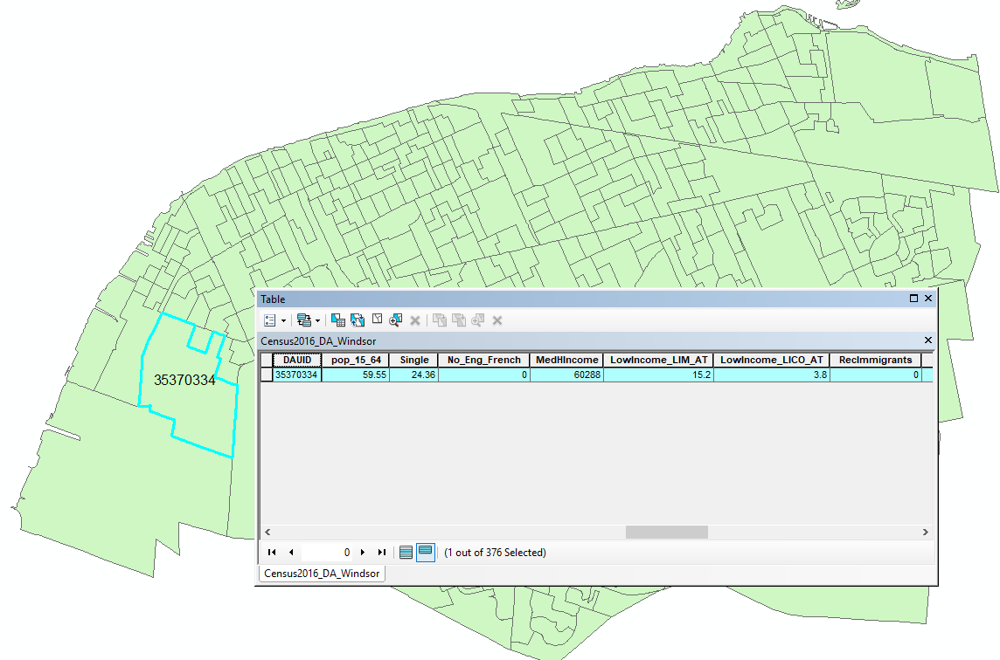 Table
Census2016_DA_Windsor
DAUID pop_15_64 Single No_Eng_French MedHIncome LowIncome_LIM_AT LowIncome_LICO_AT RecImmigrants
35370334 59.55 24.36 0 60288 15.2 3.8 0
35370334
0 (1 out of 376 Selected)
Census2016_DA_Windsor